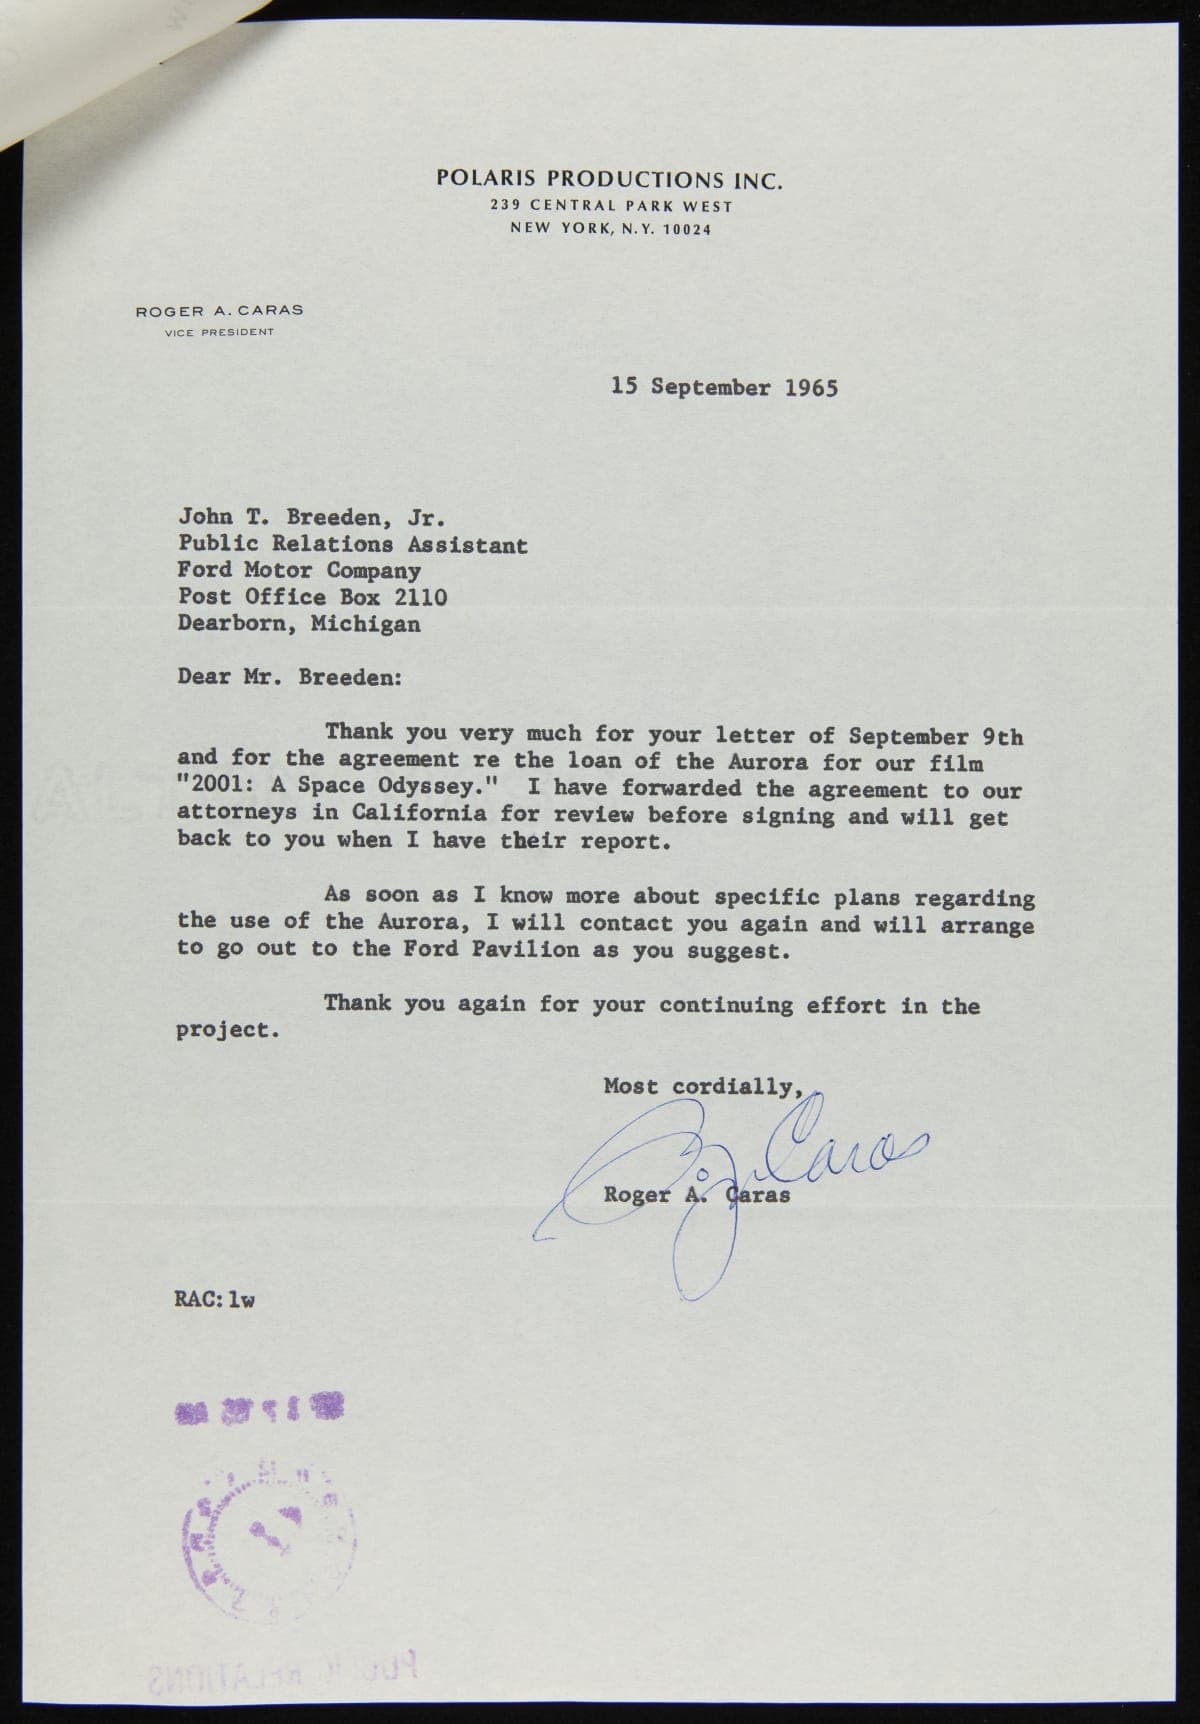 POLARIS PRODUCTIONS INC.
239 CENTRAL PARK WEST
NEW YORK, N.Y. 10024
ROGER A. CARAS
VICE PRESIDENT
15 September 1965
John T. Breeden, Jr.
Public Relations Assistant
Ford Motor Company
Post Office Box 2110
Dearborn, Michigan
Dear Mr. Breeden:
Thank you very much for your letter of September 9th
and for the agreement re the loan of the Aurora for our film
"2001: A Space Odyssey." I have forwarded the agreement to our
attorneys in California for review before signing and will get
back to you when I have their report.
As soon as I know more about specific plans regarding
the use of the Aurora, I will contact you again and will arrange
to go out to the Ford Pavilion as you suggest.
Thank you again for your continuing effort in the
project.
Most cordially,
Caras
Roger A. Caras
RAC:lw
RELATIONS